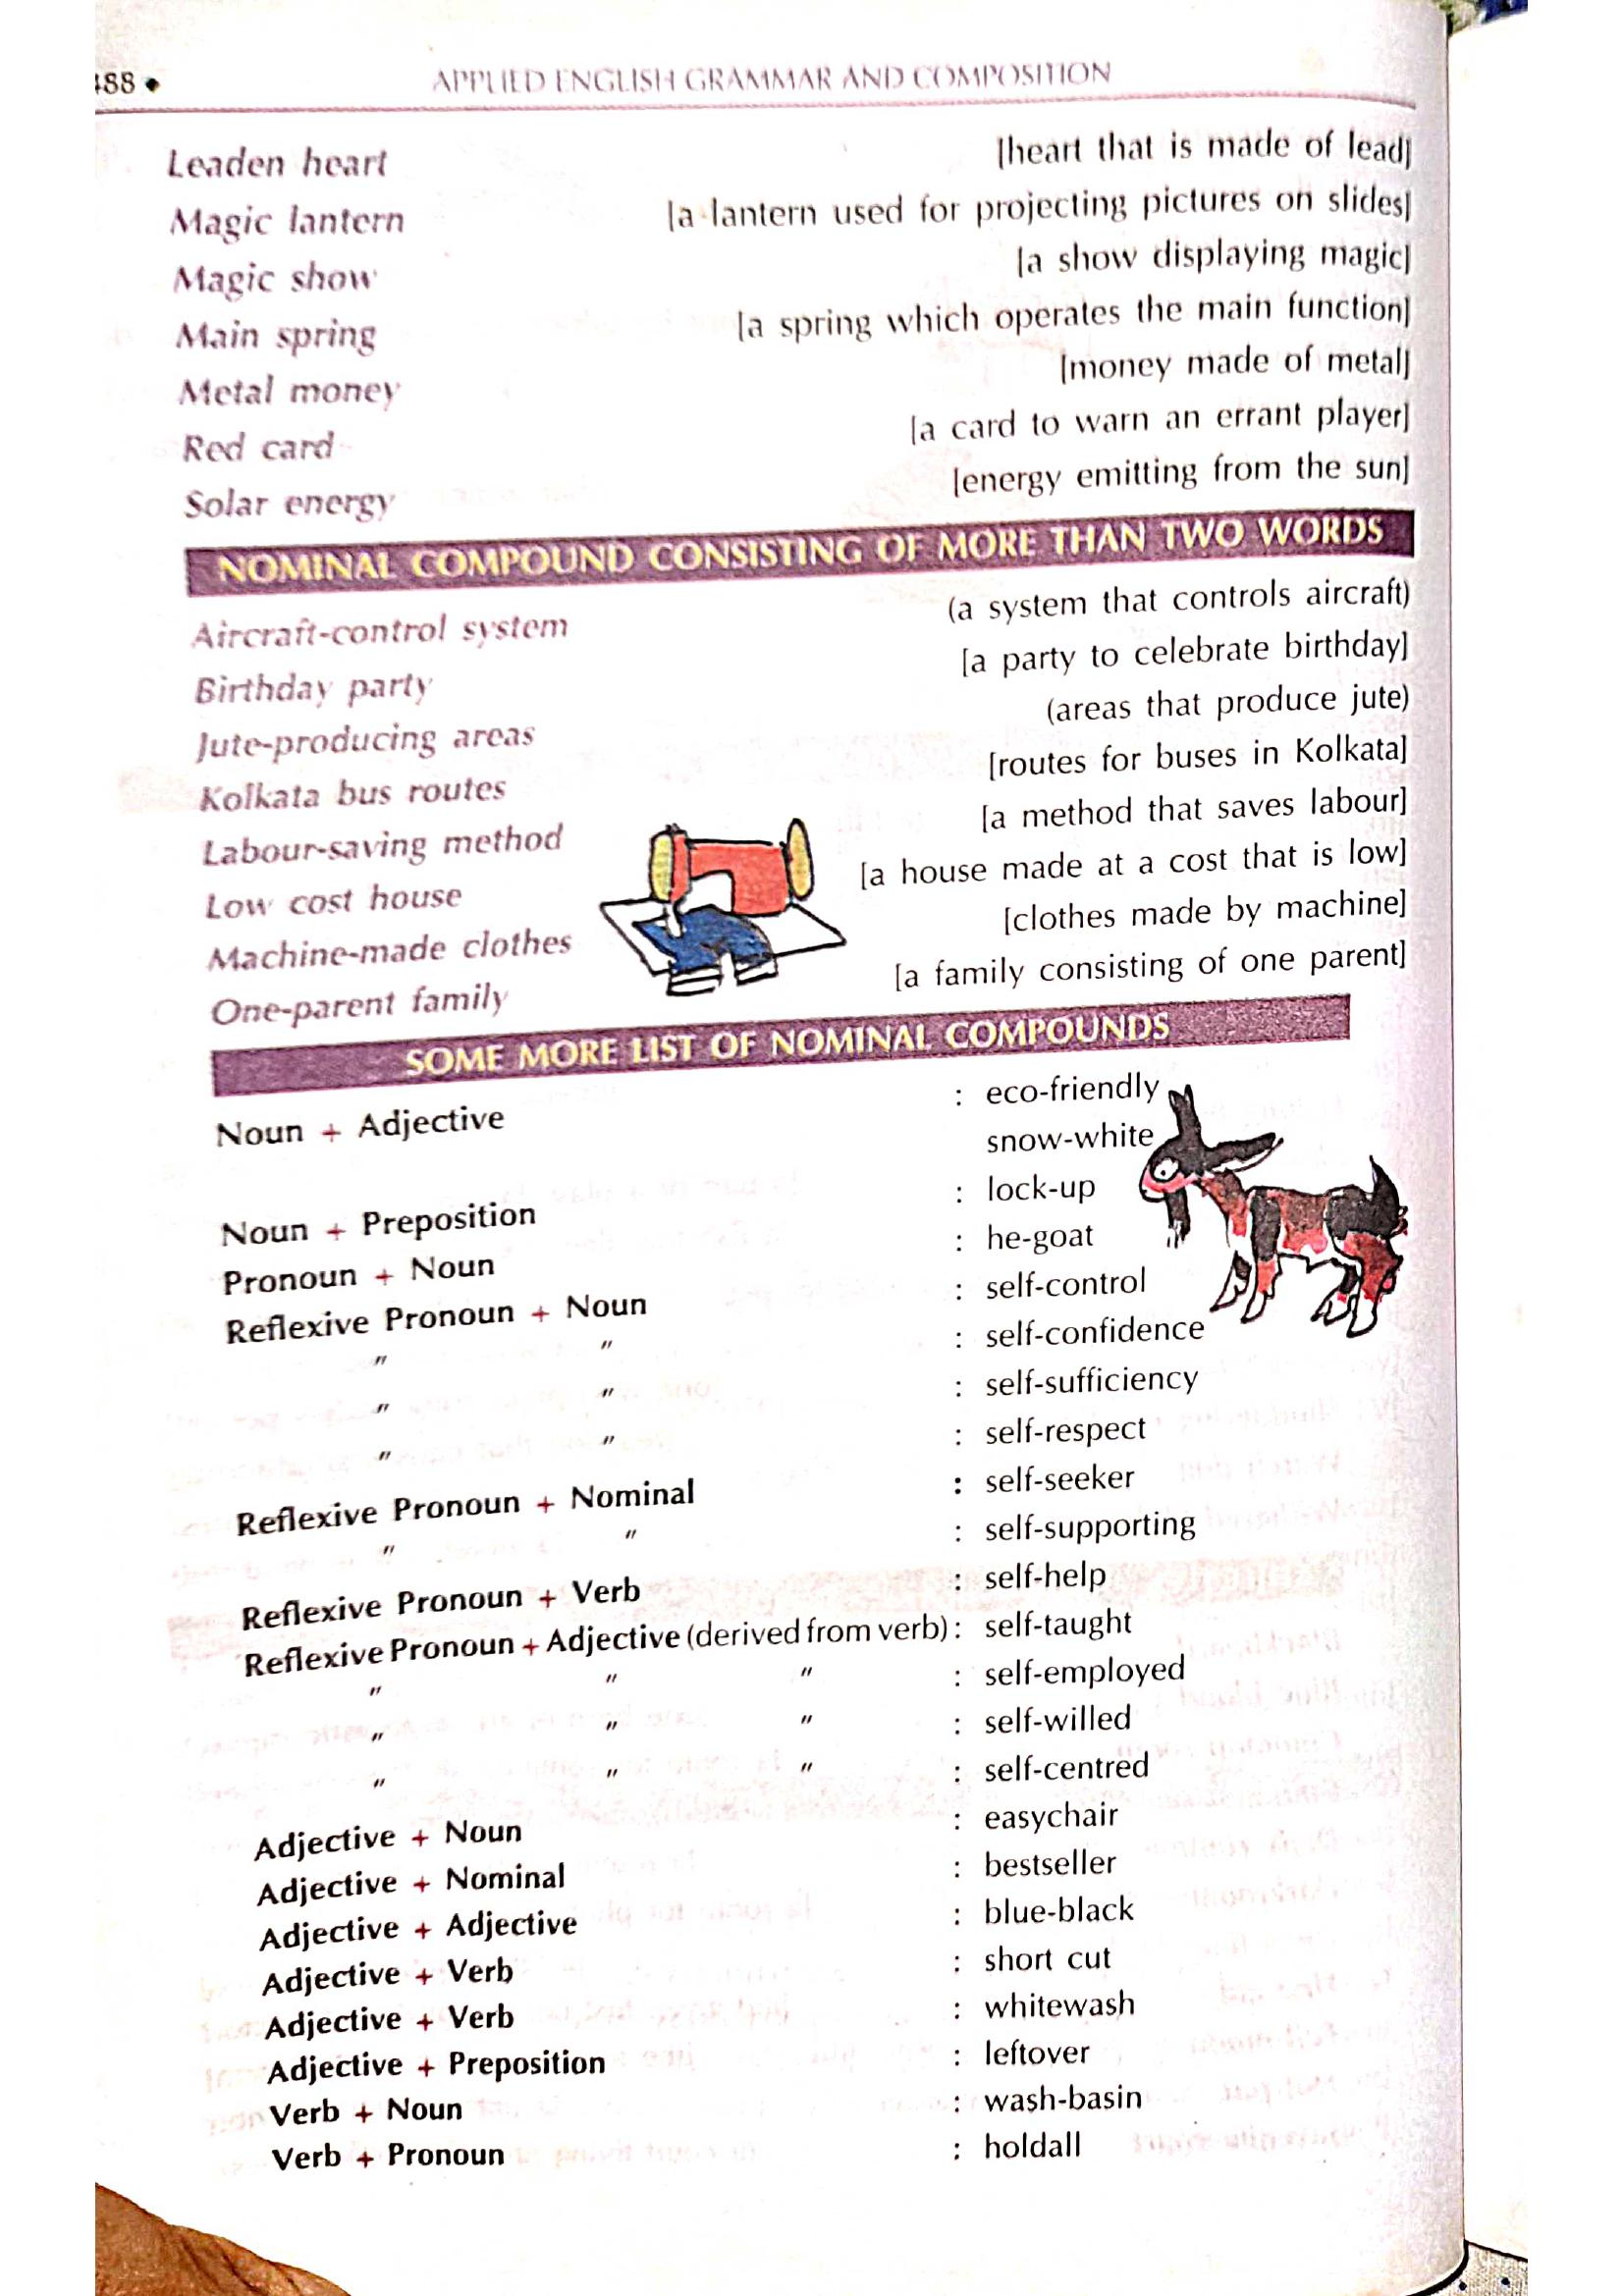 88 ♦ APPLIED ENGLISH GRAMMAR AND COMPOSITION
Leaden heart [heart that is made of lead]
Magic lantern [a lantern used for projecting pictures on slides]
Magic show [a show displaying magic]
Main spring [a spring which operates the main function]
Metal money [money made of metal]
Red card [a card to warn an errant player]
Solar energy [energy emitting from the sun]
NOMINAL COMPOUND CONSISTING OF MORE THAN TWO WORDS
Aircraft-control system (a system that controls aircraft)
Birthday party [a party to celebrate birthday]
Jute-producing areas (areas that produce jute)
Kolkata bus routes [routes for buses in Kolkata]
Labour-saving method [a method that saves labour]
Low cost house [a house made at a cost that is low]
Machine-made clothes [clothes made by machine]
One-parent family [a family consisting of one parent]
SOME MORE LIST OF NOMINAL COMPOUNDS
Noun + Adjective : eco-friendly
snow-white
Noun + Preposition : lock-up
Pronoun + Noun : he-goat
Reflexive Pronoun + Noun : self-control
" " : self-confidence
" " : self-sufficiency
" " : self-respect
Reflexive Pronoun + Nominal : self-seeker
" " : self-supporting
Reflexive Pronoun + Verb : self-help
Reflexive Pronoun + Adjective (derived from verb) : self-taught
" " " : self-employed
" " " : self-willed
" " " : self-centred
Adjective + Noun : easychair
Adjective + Nominal : bestseller
Adjective + Adjective : blue-black
Adjective + Verb : short cut
Adjective + Verb : whitewash
Adjective + Preposition : leftover
Verb + Noun : wash-basin
Verb + Pronoun : holdall